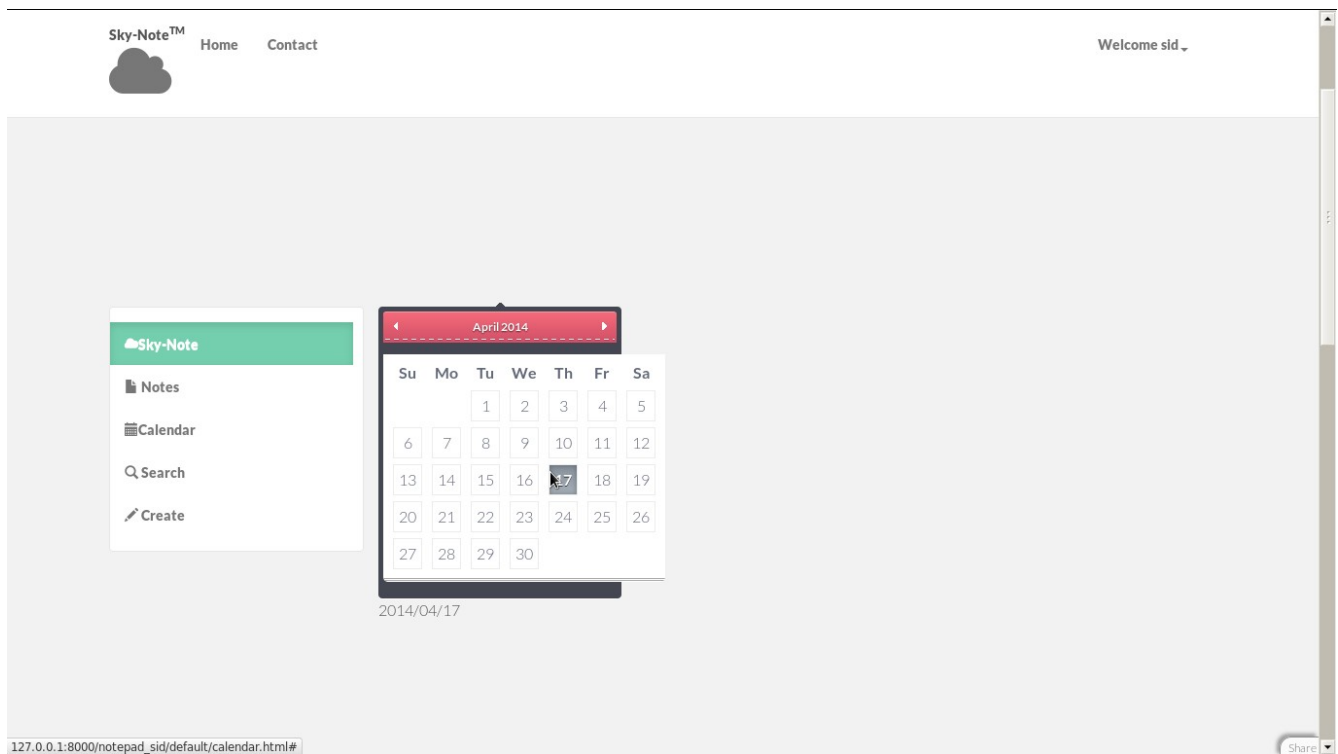 Sky-Note™
Home Contact Welcome sid
Sky-Note
Notes
Calendar
Search
Create
April 2014
Su Mo Tu We Th Fr Sa
1 2 3 4 5
6 7 8 9 10 11 12
13 14 15 16 17 18 19
20 21 22 23 24 25 26
27 28 29 30
2014/04/17
127.0.0.1:8000/notepad_sid/default/calendar.html#
Share